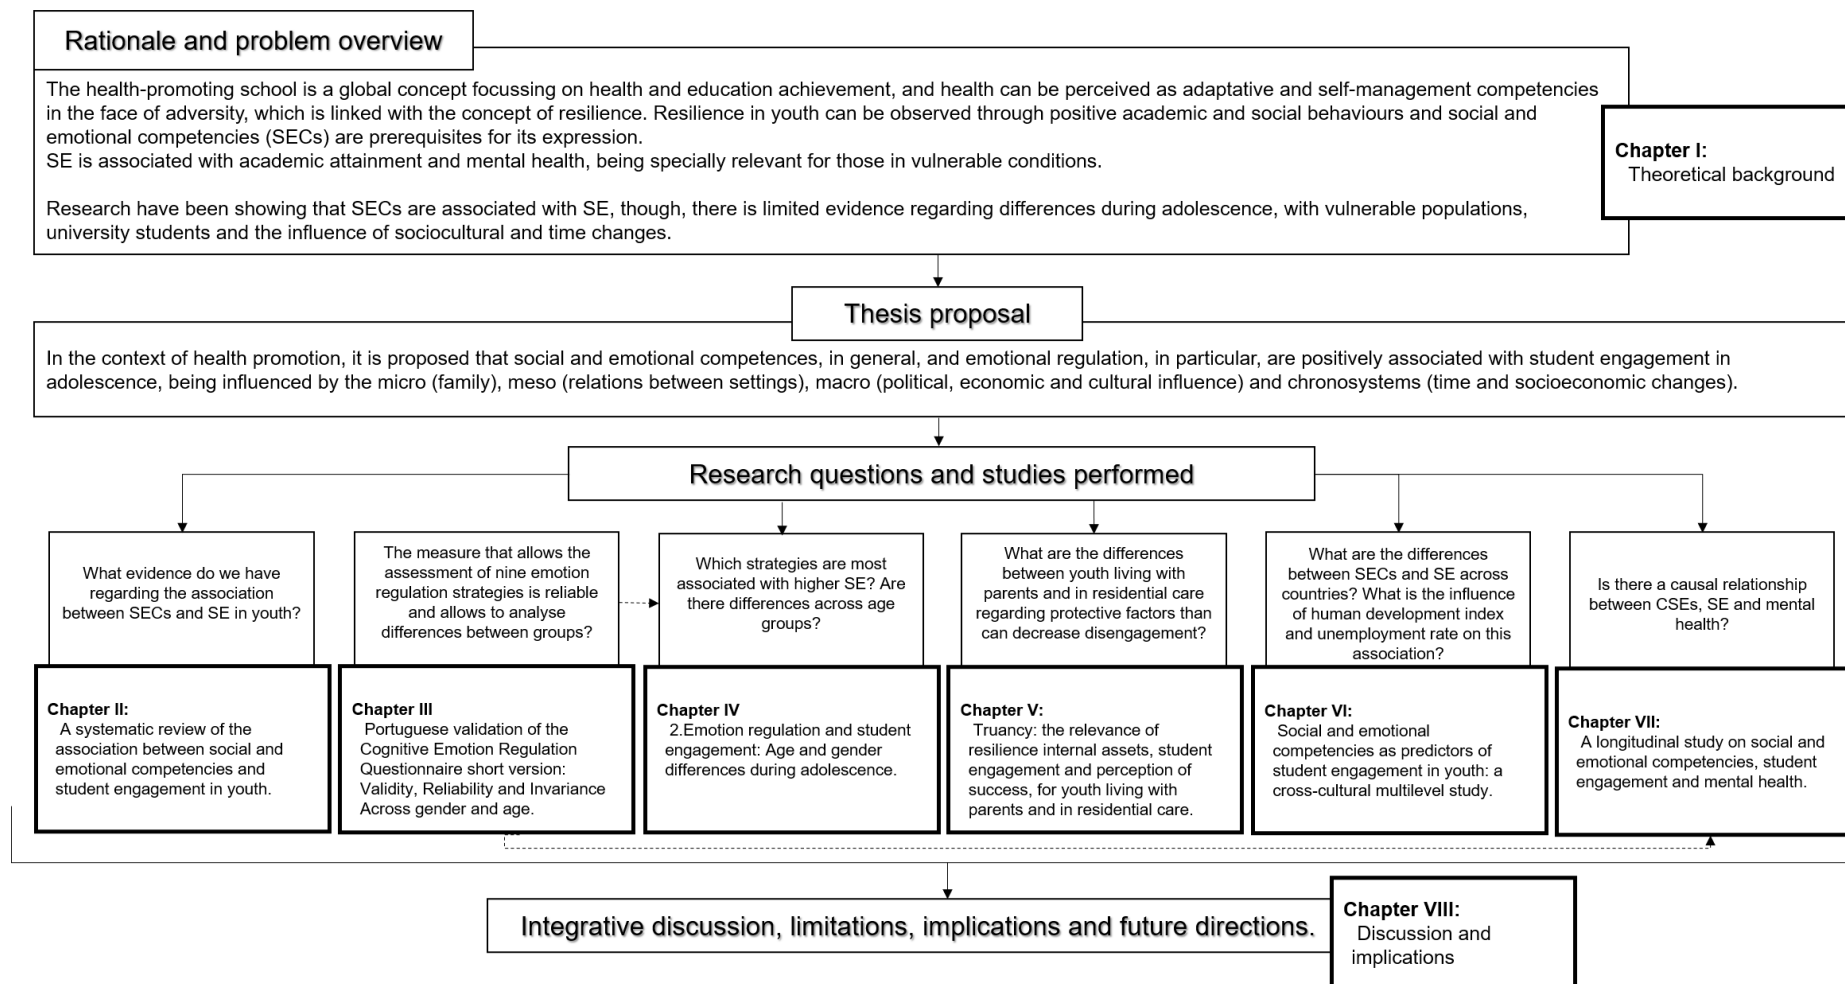 Rationale and problem overview
The health-promoting school is a global concept focussing on health and education achievement, and health can be perceived as adaptative and self-management competencies
in the face of adversity, which is linked with the concept of resilience. Resilience in youth can be observed through positive academic and social behaviours and social and
emotional competencies (SECs) are prerequisites for its expression.
SE is associated with academic attainment and mental health, being specially relevant for those in vulnerable conditions.
Research have been showing that SECs are associated with SE, though, there is limited evidence regarding differences during adolescence, with vulnerable populations,
university students and the influence of sociocultural and time changes.
Chapter I:
Theoretical background
Thesis proposal
In the context of health promotion, it is proposed that social and emotional competences, in general, and emotional regulation, in particular, are positively associated with student engagement in
adolescence, being influenced by the micro (family), meso (relations between settings), macro (political, economic and cultural influence) and chronosystems (time and socioeconomic changes).
Research questions and studies performed
What evidence do we have
regarding the association
between SECs and SE in youth?
The measure that allows the
assessment of nine emotion
regulation strategies is reliable
and allows to analyse
differences between groups?
Which strategies are most
associated with higher SE? Are
there differences across age
groups?
What are the differences
between youth living with
parents and in residential care
regarding protective factors than
can decrease disengagement?
What are the differences
between SECs and SE across
countries? What is the influence
of human development index
and unemployment rate on this
association?
Is there a causal relationship
between CSEs, SE and mental
health?
Chapter II:
A systematic review of the
association between social and
emotional competencies and
student engagement in youth.
Chapter III
Portuguese validation of the
Cognitive Emotion Regulation
Questionnaire short version:
Validity, Reliability and Invariance
Across gender and age.
Chapter IV
2.Emotion regulation and student
engagement: Age and gender
differences during adolescence.
Chapter V:
Truancy: the relevance of
resilience internal assets, student
engagement and perception of
success, for youth living with
parents and in residential care.
Chapter VI:
Social and emotional
competencies as predictors of
student engagement in youth: a
cross-cultural multilevel study.
Chapter VII:
A longitudinal study on social and
emotional competencies, student
engagement and mental health.
Integrative discussion, limitations, implications and future directions.
Chapter VIII:
Discussion and
implications